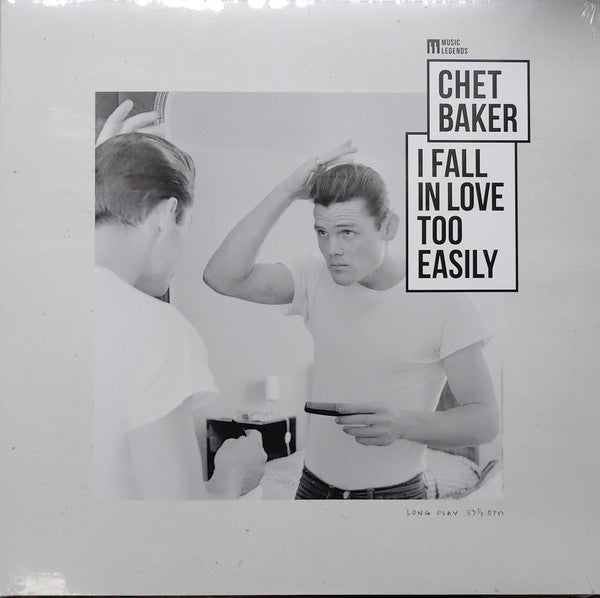 MUSIC
LEGENDS
CHET
BAKER
I FALL
IN LOVE
TOO
EASILY
LONG PLAY 33⅓ RPM